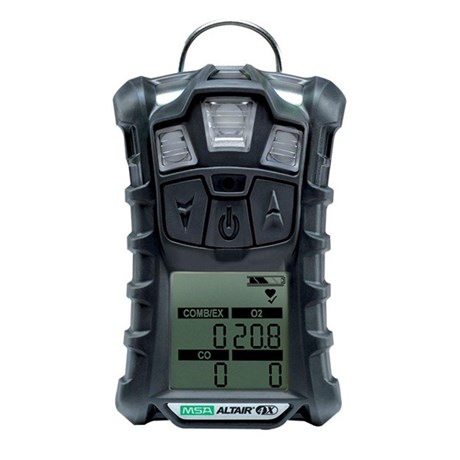 COMB/EX O2
0 20.8
CO
0 0
MSA ALTAIR 4X